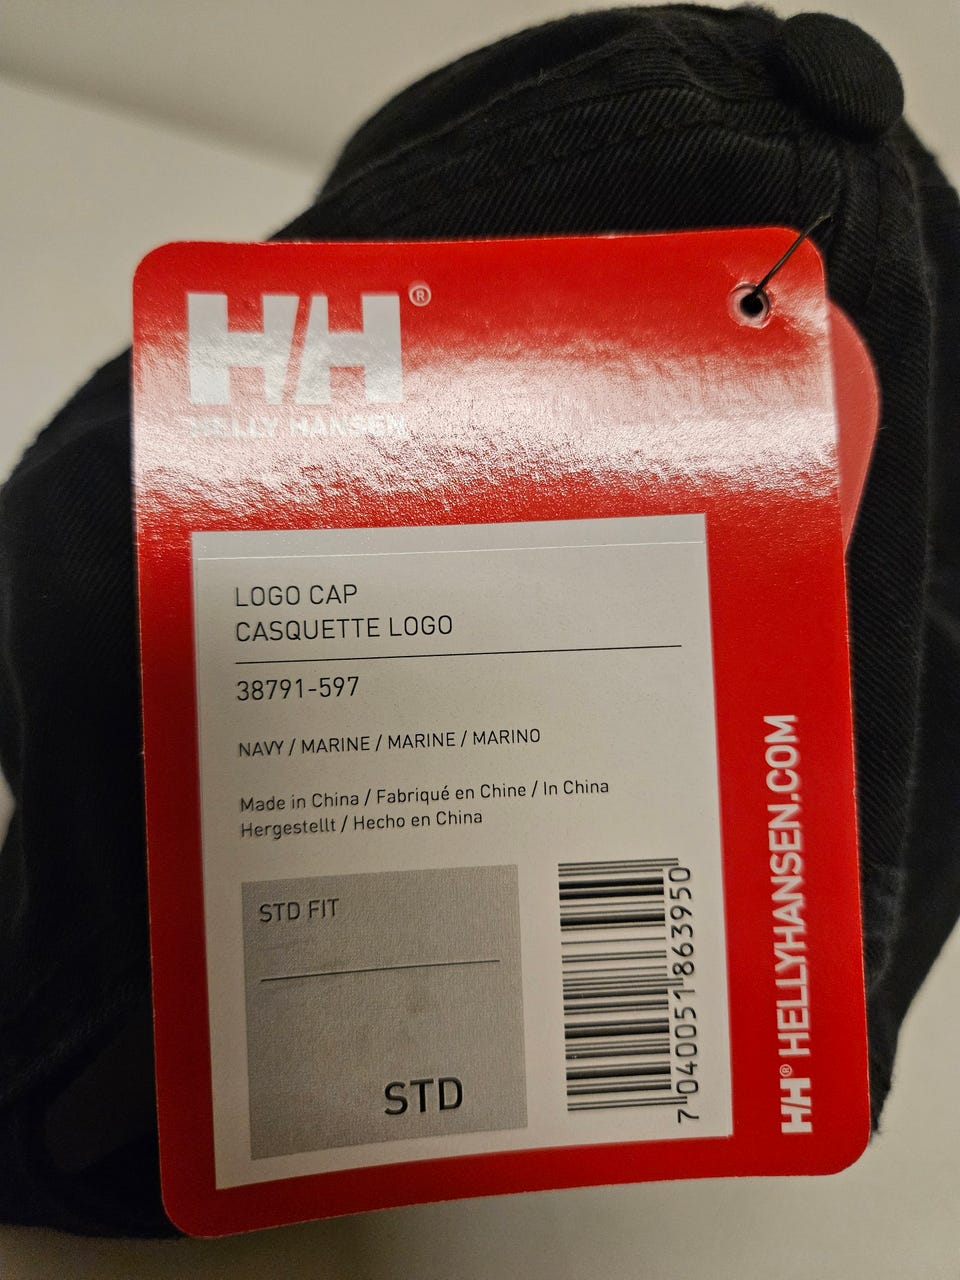 HH®
HELLY HANSEN
LOGO CAP
CASQUETTE LOGO
38791-597
NAVY / MARINE / MARINE / MARINO
Made in China / Fabriqué en Chine / In China
Hergestellt / Hecho en China
STD FIT
STD
7 040051 863950
HH® HELLYHANSEN.COM